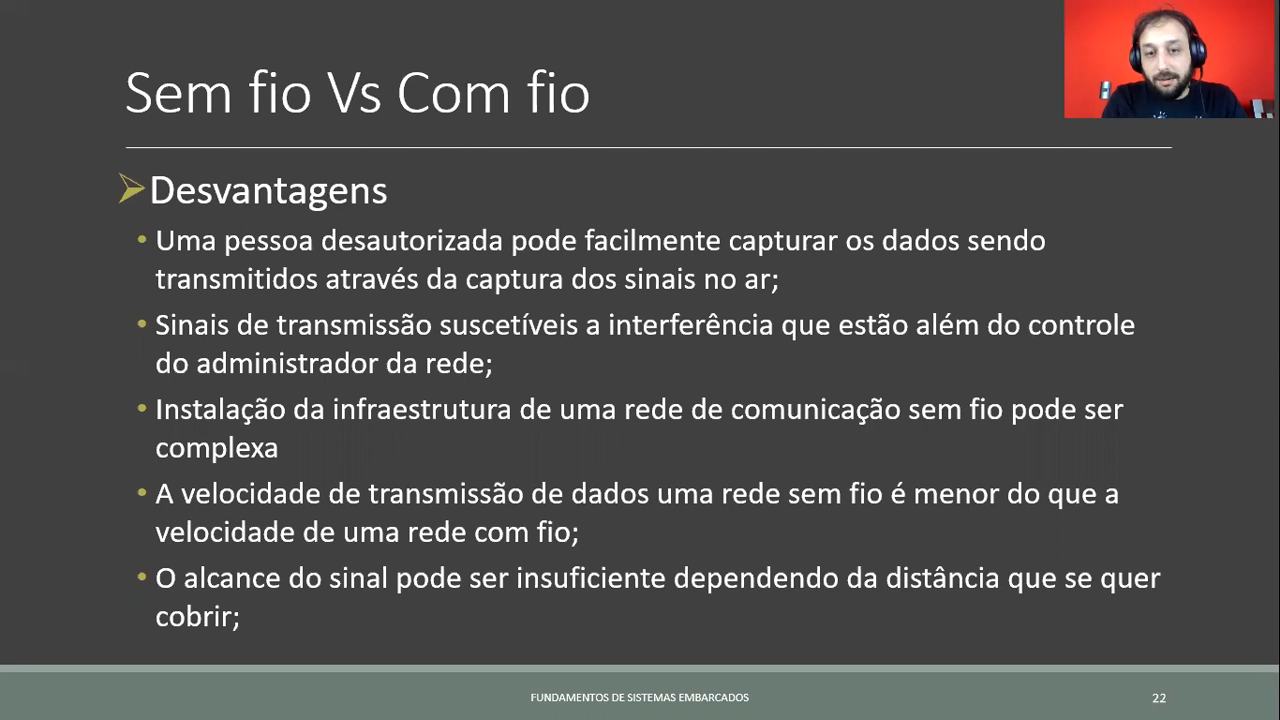 Sem fio Vs Com fio
Desvantagens
Uma pessoa desautorizada pode facilmente capturar os dados sendo
transmitidos através da captura dos sinais no ar;
Sinais de transmissão suscetíveis a interferência que estão além do controle
do administrador da rede;
Instalação da infraestrutura de uma rede de comunicação sem fio pode ser
complexa
A velocidade de transmissão de dados uma rede sem fio é menor do que a
velocidade de uma rede com fio;
O alcance do sinal pode ser insuficiente dependendo da distância que se quer
cobrir;
FUNDAMENTOS DE SISTEMAS EMBARCADOS
22